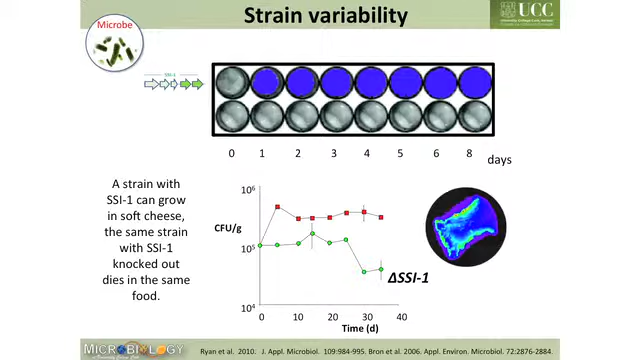 Strain variability
Microbe
UCC
SSI-1
0 1 2 3 4 5 6 8 days
A strain with
SSI-1 can grow
in soft cheese,
the same strain
with SSI-1
knocked out
dies in the same
food.
10⁶
CFU/g
10⁵
10⁴
ΔSSI-1
0 10 20 30 40
Time (d)
MICROBIOLOGY
Ryan et al. 2010. J. Appl. Microbiol. 109:984-995. Bron et al. 2006. Appl. Environ. Microbiol. 72:2876-2884.